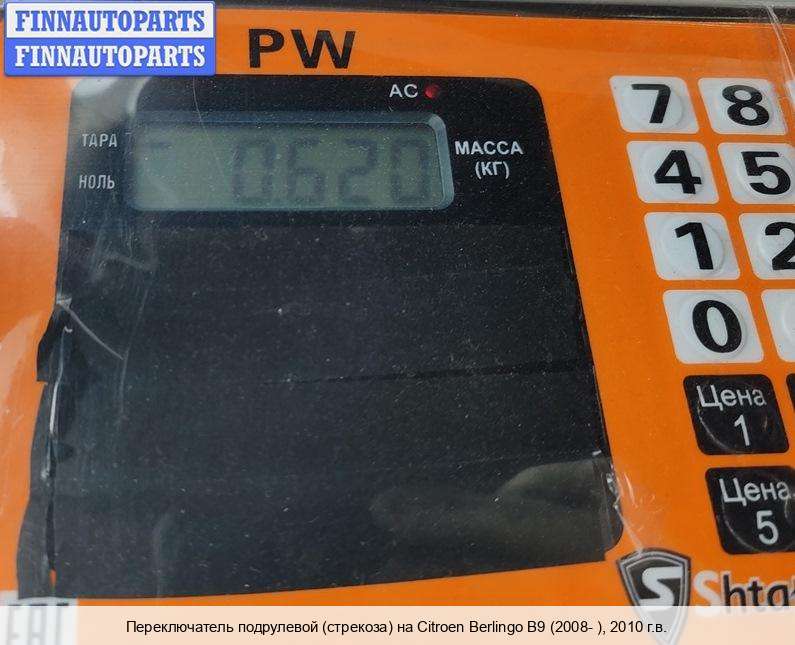 FINNAUTOPARTS
FINNAUTOPARTS
PW
AC
ТАРА
НОЛЬ
0.620
МАССА
(КГ)
7 8
4 5
1 2
0
Цена
1
Цена
5
S
EAC
Переключатель подрулевой (стрекоза) на Citroen Berlingo B9 (2008- ), 2010 г.в.